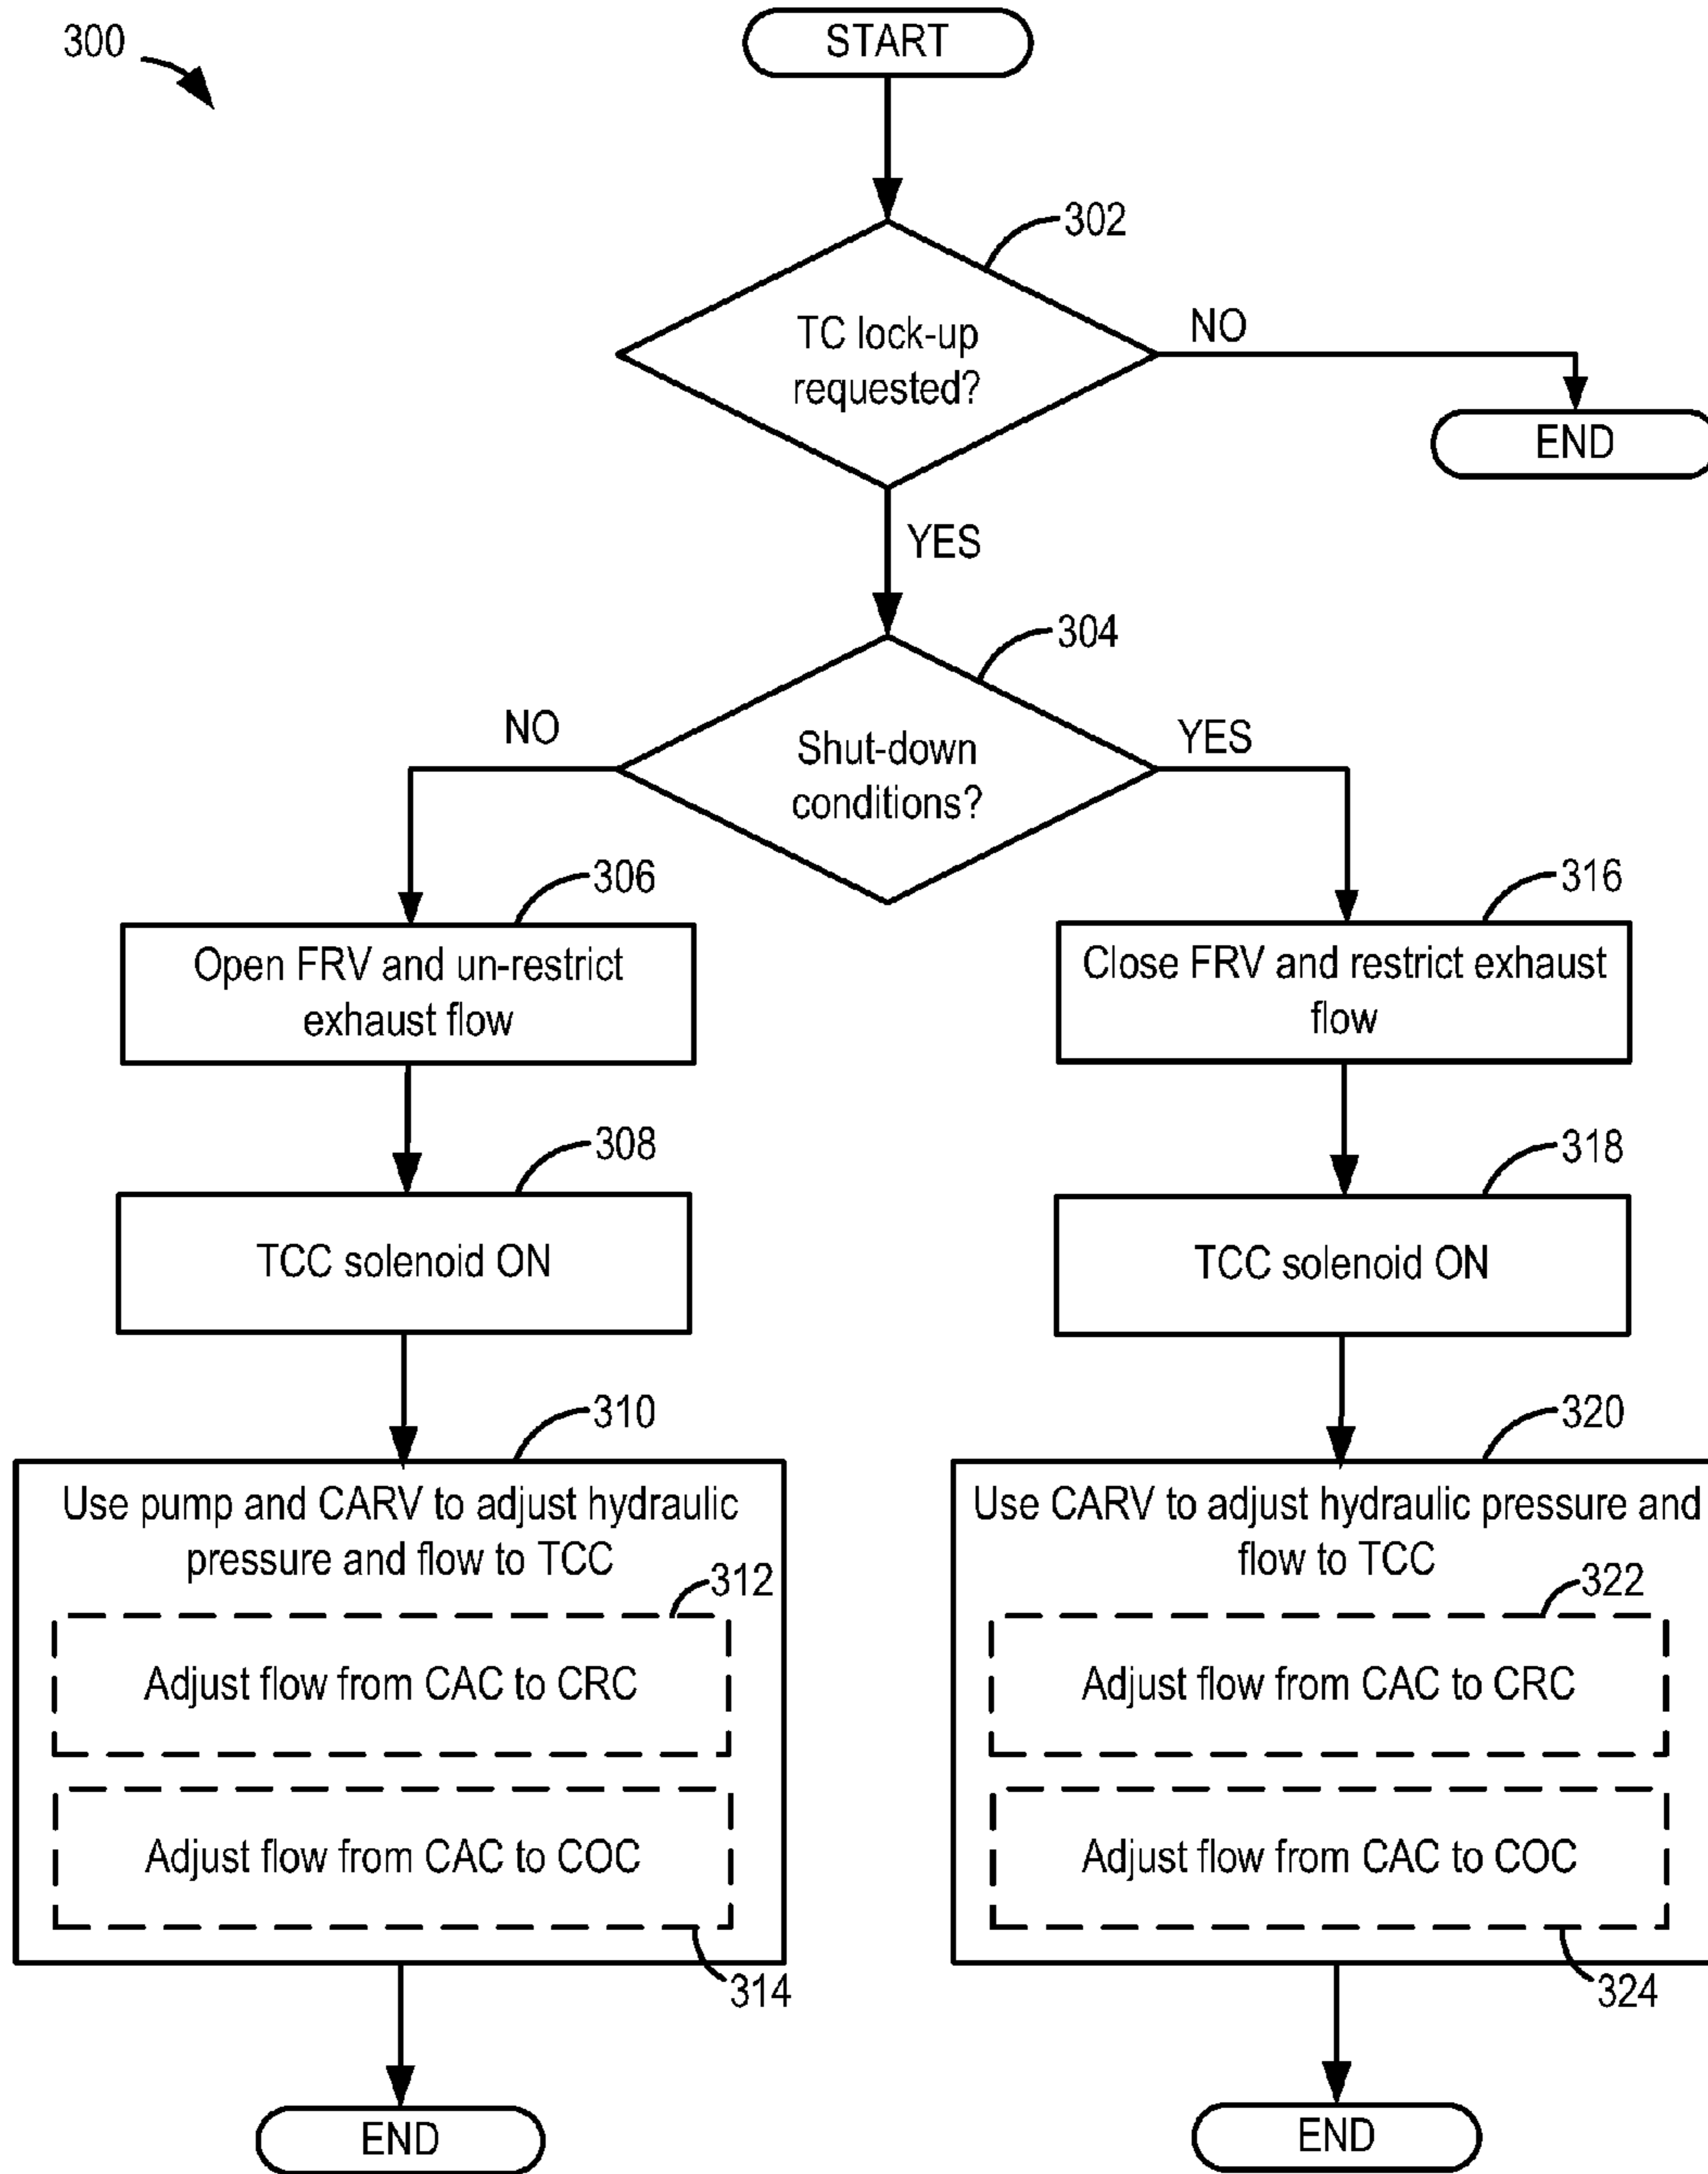 300
START
302
TC lock-up
requested?
NO
END
YES
304
Shut-down
conditions?
NO
YES
306
Open FRV and un-restrict
exhaust flow
316
Close FRV and restrict exhaust
flow
308
TCC solenoid ON
318
TCC solenoid ON
310
Use pump and CARV to adjust hydraulic
pressure and flow to TCC
312
Adjust flow from CAC to CRC
Adjust flow from CAC to COC
314
END
320
Use CARV to adjust hydraulic pressure and
flow to TCC
322
Adjust flow from CAC to CRC
Adjust flow from CAC to COC
324
END